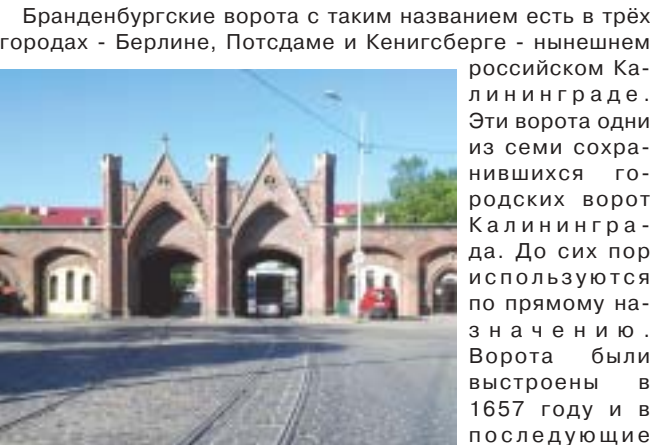 Бранденбургские ворота с таким названием есть в трёх
городах - Берлине, Потсдаме и Кенигсберге - нынешнем
российском Ка-
лининграде.
Эти ворота одни
из семи сохра-
нившихся го-
родских ворот
Калинингра-
да. До сих пор
используются
по прямому на-
значению.
Ворота были
выстроены в
1657 году и в
последующие